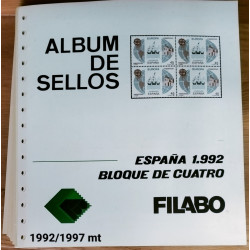 ALBUM
DE
SELLOS
ESPAÑA 1.992
BLOQUE DE CUATRO
FILABO
1992/1997 mt